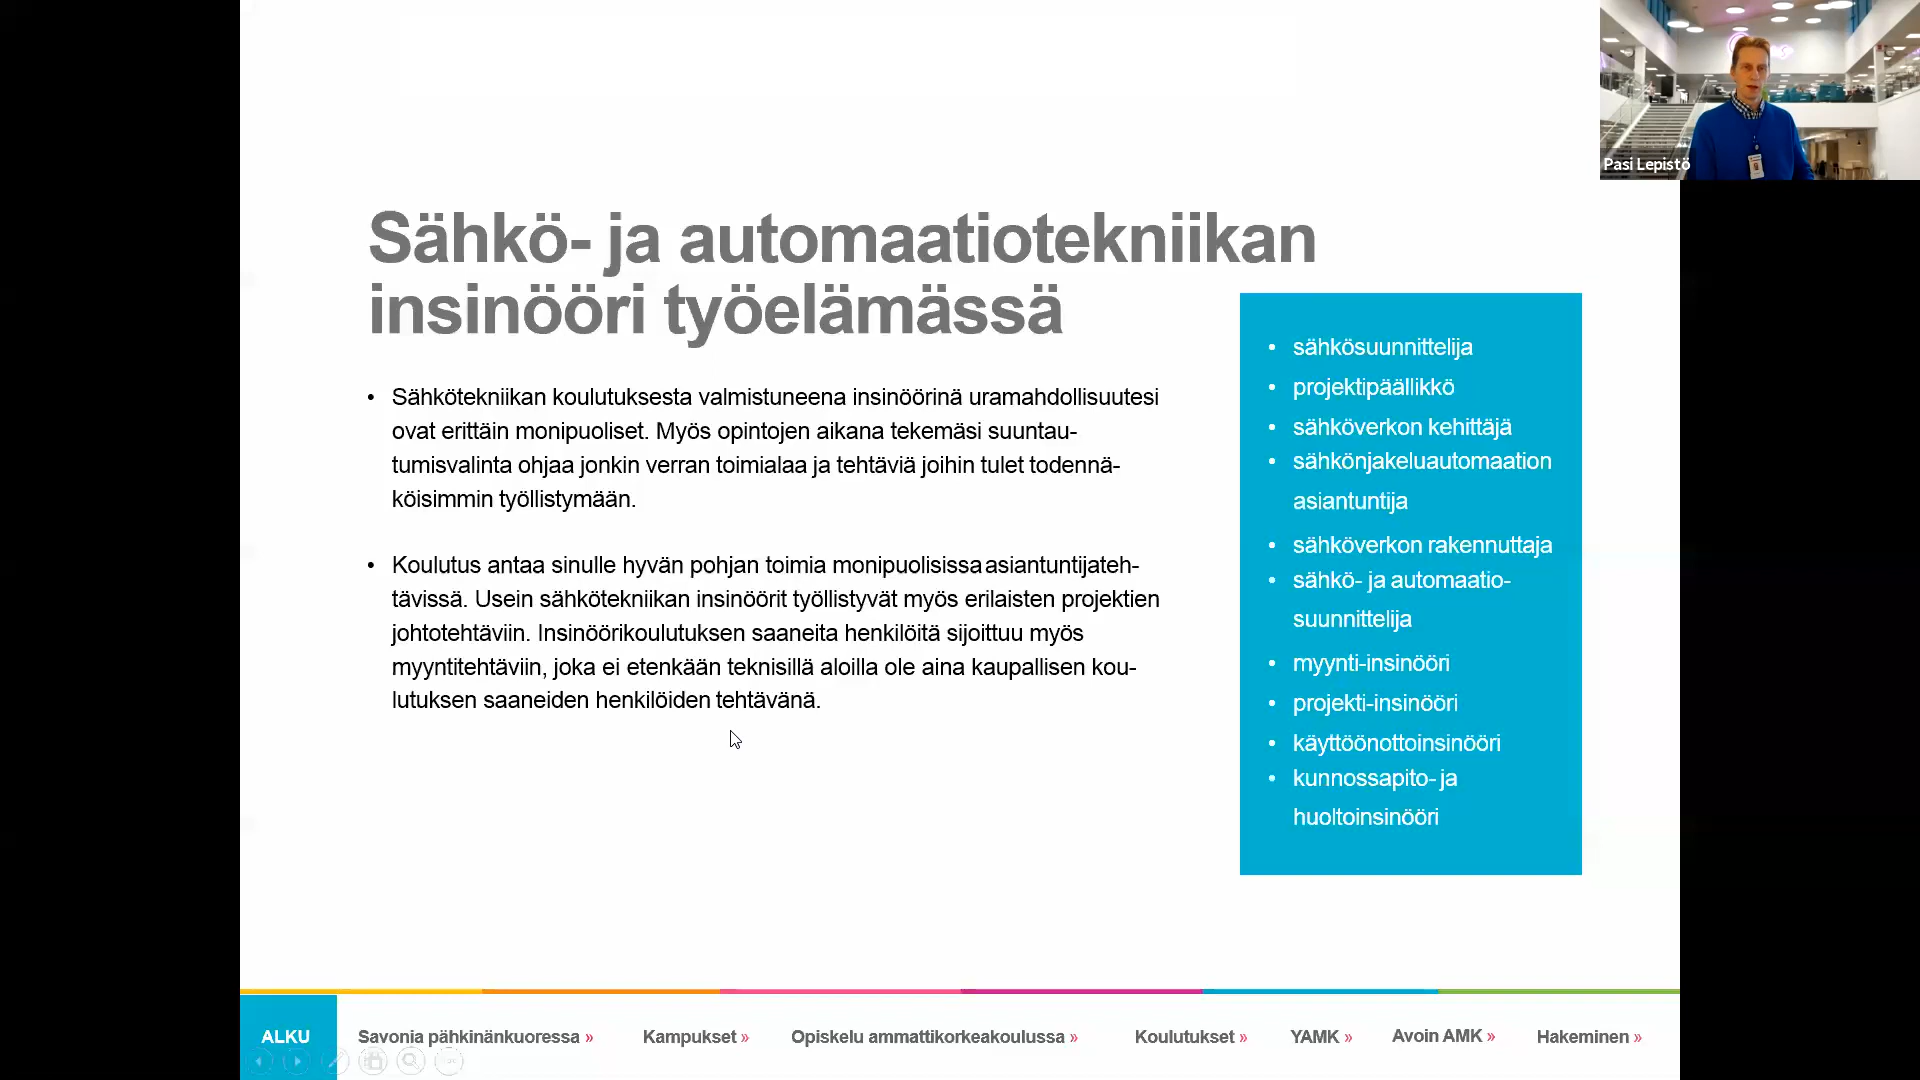 Pasi Lepistö
Sähkö- ja automaatiotekniikan
insinööri työelämässä
• Sähkötekniikan koulutuksesta valmistuneena insinöörinä uramahdollisuutesi
ovat erittäin monipuoliset. Myös opintojen aikana tekemäsi suuntau-
tumisvalinta ohjaa jonkin verran toimialaa ja tehtäviä joihin tulet todennä-
köisimmin työllistymään.
• Koulutus antaa sinulle hyvän pohjan toimia monipuolisissa asiantuntijateh-
tävissä. Usein sähkötekniikan insinöörit työllistyvät myös erilaisten projektien
johtotehtäviin. Insinöörikoulutuksen saaneita henkilöitä sijoittuu myös
myyntitehtäviin, joka ei etenkään teknisillä aloilla ole aina kaupallisen kou-
lutuksen saaneiden henkilöiden tehtävänä.
• sähkösuunnittelija
• projektipäällikkö
• sähköverkon kehittäjä
• sähkönjakeluautomaation
asiantuntija
• sähköverkon rakennuttaja
• sähkö- ja automaatio-
suunnittelija
• myynti-insinööri
• projekti-insinööri
• käyttöönottoinsinööri
• kunnossapito- ja
huoltoinsinööri
ALKU Savonia pähkinänkuoressa » Kampukset » Opiskelu ammattikorkeakoulussa » Koulutukset » YAMK » Avoin AMK » Hakeminen »